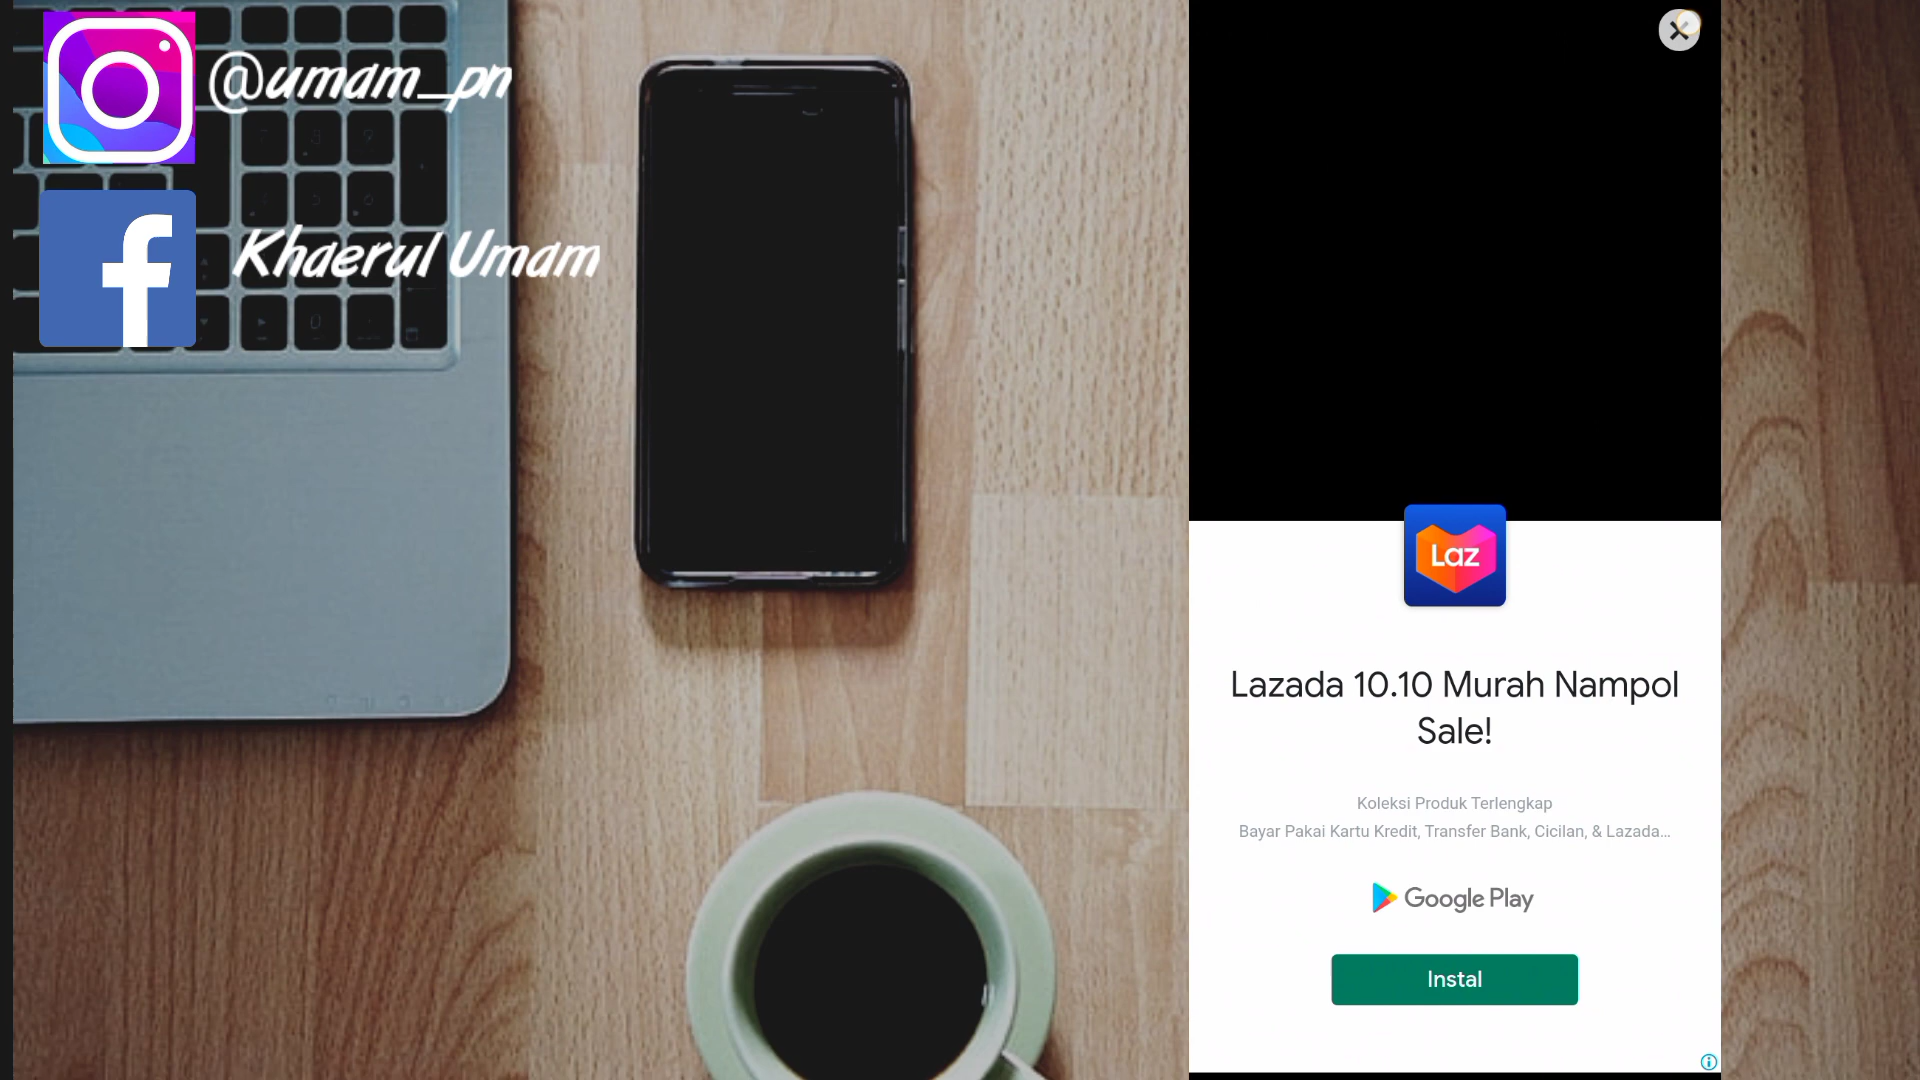 @umam_pn
Khaerul Umam
Laz
Lazada 10.10 Murah Nampol
Sale!
Koleksi Produk Terlengkap
Bayar Pakai Kartu Kredit, Transfer Bank, Cicilan, & Lazada...
Google Play
Instal